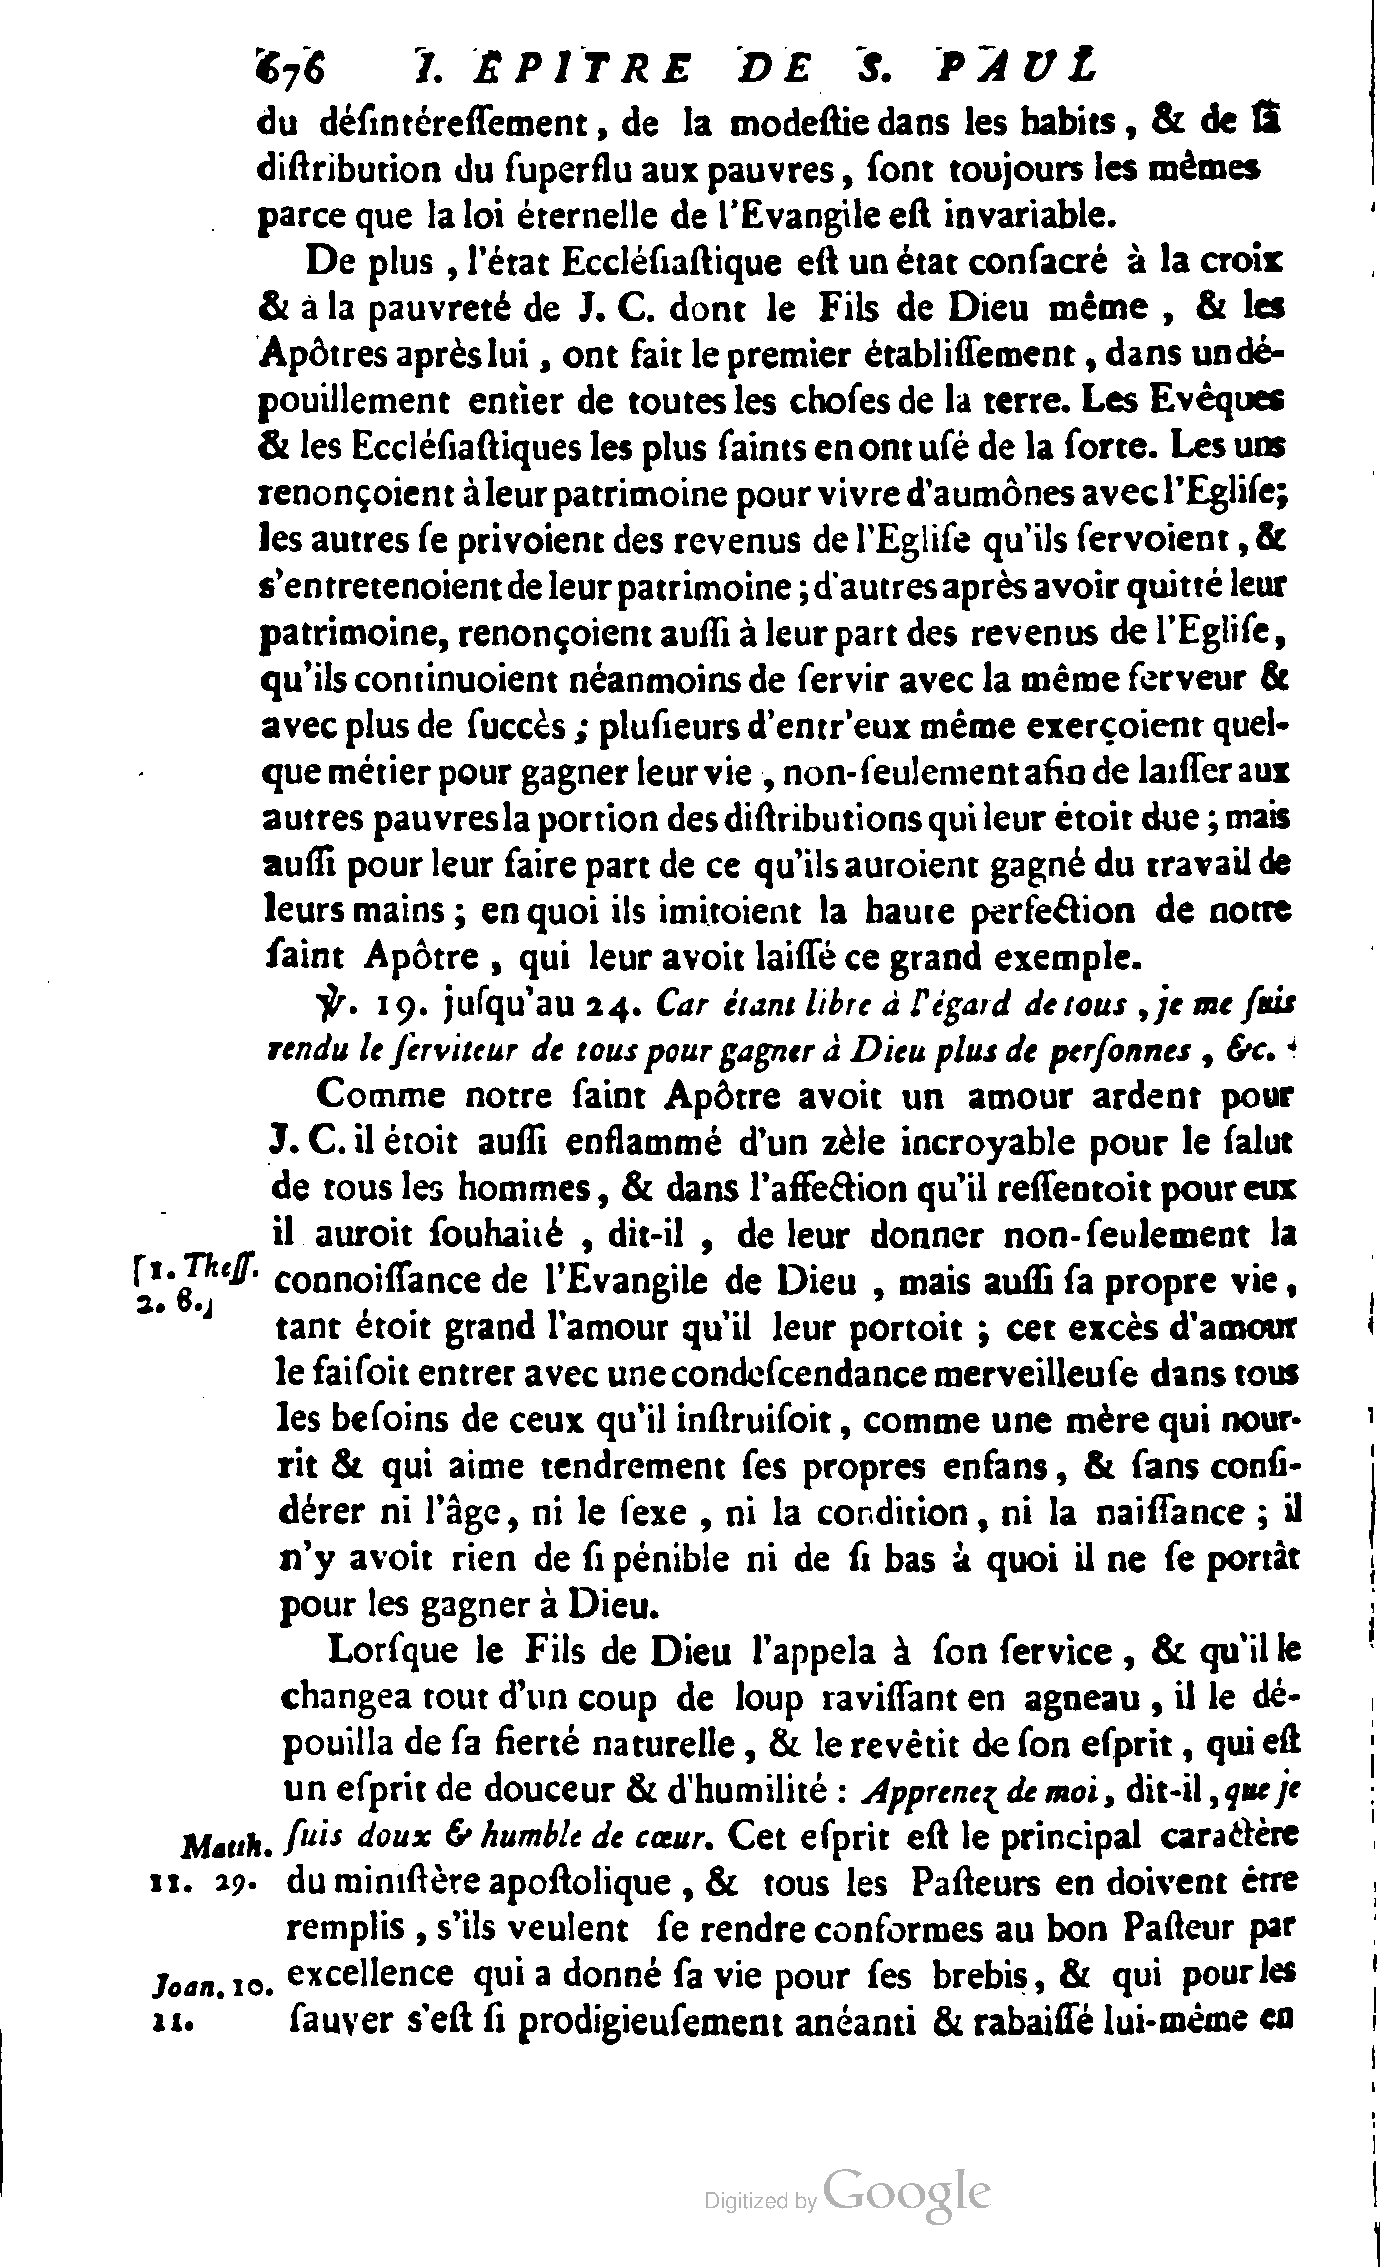 676 I. EPITRE DE S. PAUL
du déſintéreſſement, de la modeſtie dans les habits, & de ſa
diſtribution du ſuperflu aux pauvres, ſont toujours les mêmes
parce que la loi éternelle de l'Evangile eſt invariable.
De plus, l'état Eccléſiaſtique eſt un état conſacré à la croix
& à la pauvreté de J. C. dont le Fils de Dieu même, & les
Apôtres après lui, ont fait le premier établiſſement, dans un dé-
pouillement entier de toutes les choſes de la terre. Les Evêques
& les Eccléſiaſtiques les plus ſaints en ont uſé de la ſorte. Les uns
renonçoient à leur patrimoine pour vivre d'aumônes avec l'Egliſe;
les autres ſe privoient des revenus de l'Egliſe qu'ils ſervoient, &
s'entretenoient de leur patrimoine; d'autres après avoir quitté leur
patrimoine, renonçoient auſſi à leur part des revenus de l'Egliſe,
qu'ils continuoient néanmoins de ſervir avec la même ferveur &
avec plus de ſuccès; pluſieurs d'entr'eux même exerçoient quel-
que métier pour gagner leur vie, non-ſeulement afin de laiſſer aux
autres pauvres la portion des diſtributions qui leur étoit due; mais
auſſi pour leur faire part de ce qu'ils auroient gagné du travail de
leurs mains; en quoi ils imitoient la haute perfection de notre
ſaint Apôtre, qui leur avoit laiſſé ce grand exemple.
℣. 19. juſqu'au 24. Car étant libre à l'égard de tous, je me ſuis
rendu le ſerviteur de tous pour gagner à Dieu plus de perſonnes, &c.
Comme notre ſaint Apôtre avoit un amour ardent pour
J. C. il étoit auſſi enflammé d'un zèle incroyable pour le ſalut
de tous les hommes, & dans l'affection qu'il reſſentoit pour eux
il auroit ſouhaité, dit-il, de leur donner non-ſeulement la
[1. Theſſ. 2. 8.]
connoiſſance de l'Evangile de Dieu, mais auſſi ſa propre vie,
tant étoit grand l'amour qu'il leur portoit; cet excès d'amour
le faiſoit entrer avec une condeſcendance merveilleuſe dans tous
les beſoins de ceux qu'il inſtruiſoit, comme une mère qui nour-
rit & qui aime tendrement ſes propres enfans, & ſans conſi-
dérer ni l'âge, ni le ſexe, ni la condition, ni la naiſſance; il
n'y avoit rien de ſi pénible ni de ſi bas à quoi il ne ſe portât
pour les gagner à Dieu.
Lorſque le Fils de Dieu l'appela à ſon ſervice, & qu'il le
changea tout d'un coup de loup raviſſant en agneau, il le dé-
pouilla de ſa fierté naturelle, & le revêtit de ſon eſprit, qui eſt
un eſprit de douceur & d'humilité: Apprenez de moi, dit-il, que je
Matth. ſuis doux & humble de cœur. Cet eſprit eſt le principal caractère
11. 29. du miniſtère apoſtolique, & tous les Paſteurs en doivent être
remplis, s'ils veulent ſe rendre conformes au bon Paſteur par
Joan. 10. excellence qui a donné ſa vie pour ſes brebis, & qui pour les
11. ſauver s'eſt ſi prodigieuſement anéanti & rabaiſſé lui-même en
Digitized by Google